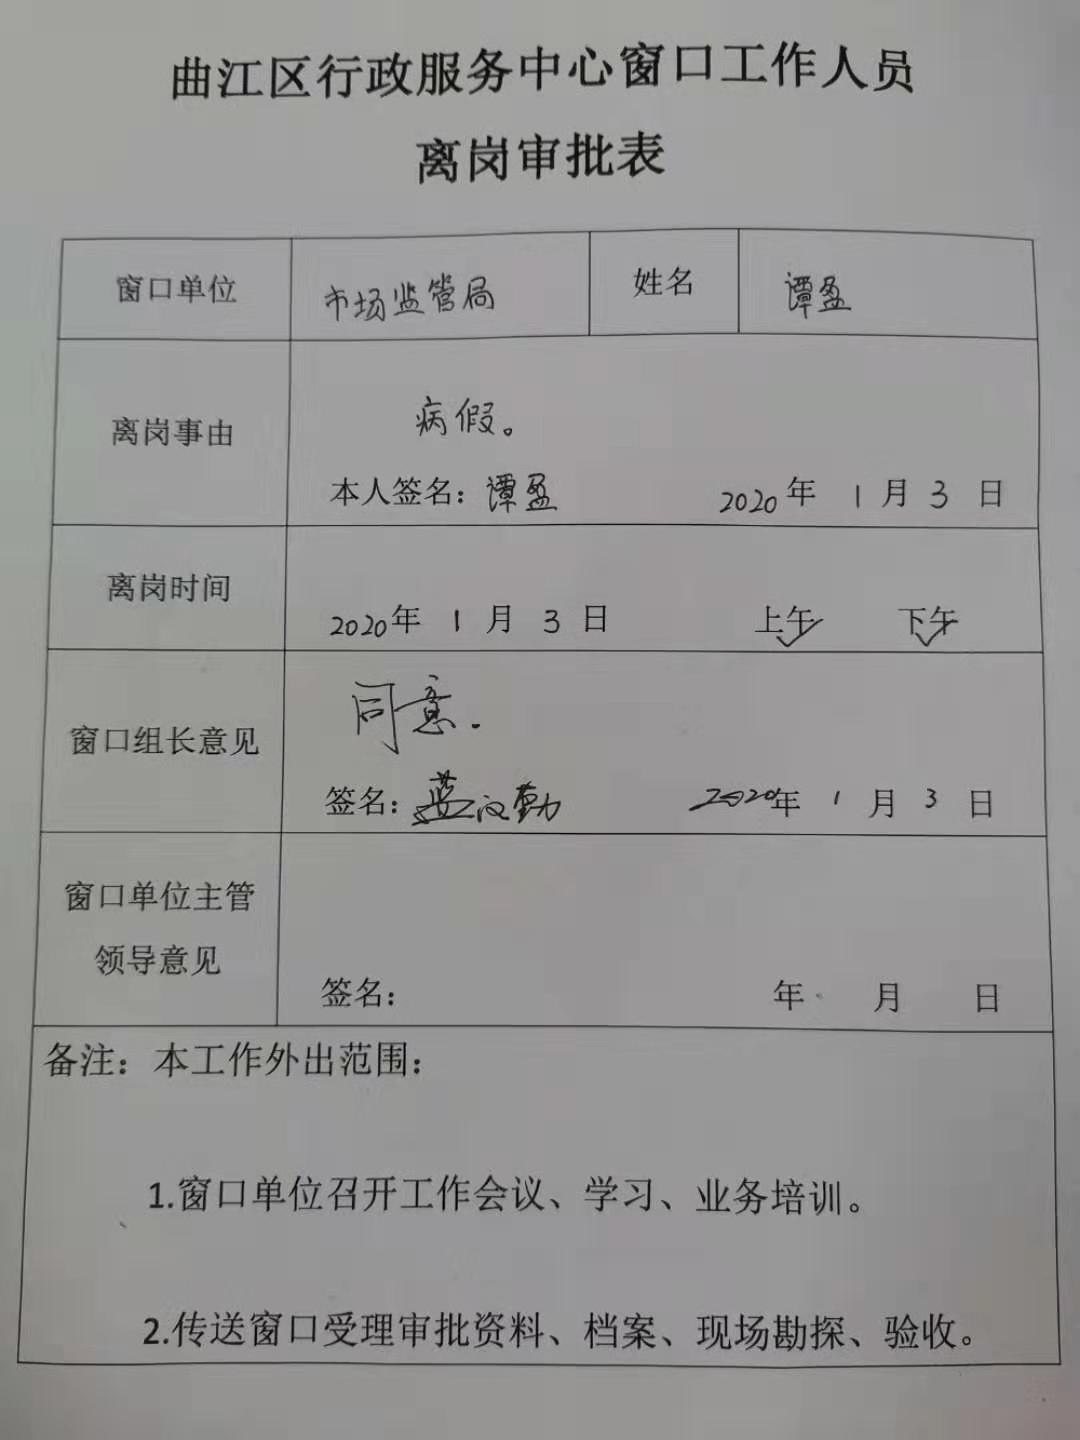 曲江区行政服务中心窗口工作人员
离岗审批表
窗口单位 市场监管局 姓名 谭盈
离岗事由 病假。
本人签名：谭盈 2020年 1 月 3 日
离岗时间 2020年 1 月 3 日 上午 下午
窗口组长意见 同意.
签名：蓝汉勤 2020年 1 月 3 日
窗口单位主管
领导意见
签名： 年 月 日
备注：本工作外出范围：
1.窗口单位召开工作会议、学习、业务培训。
2.传送窗口受理审批资料、档案、现场勘探、验收。